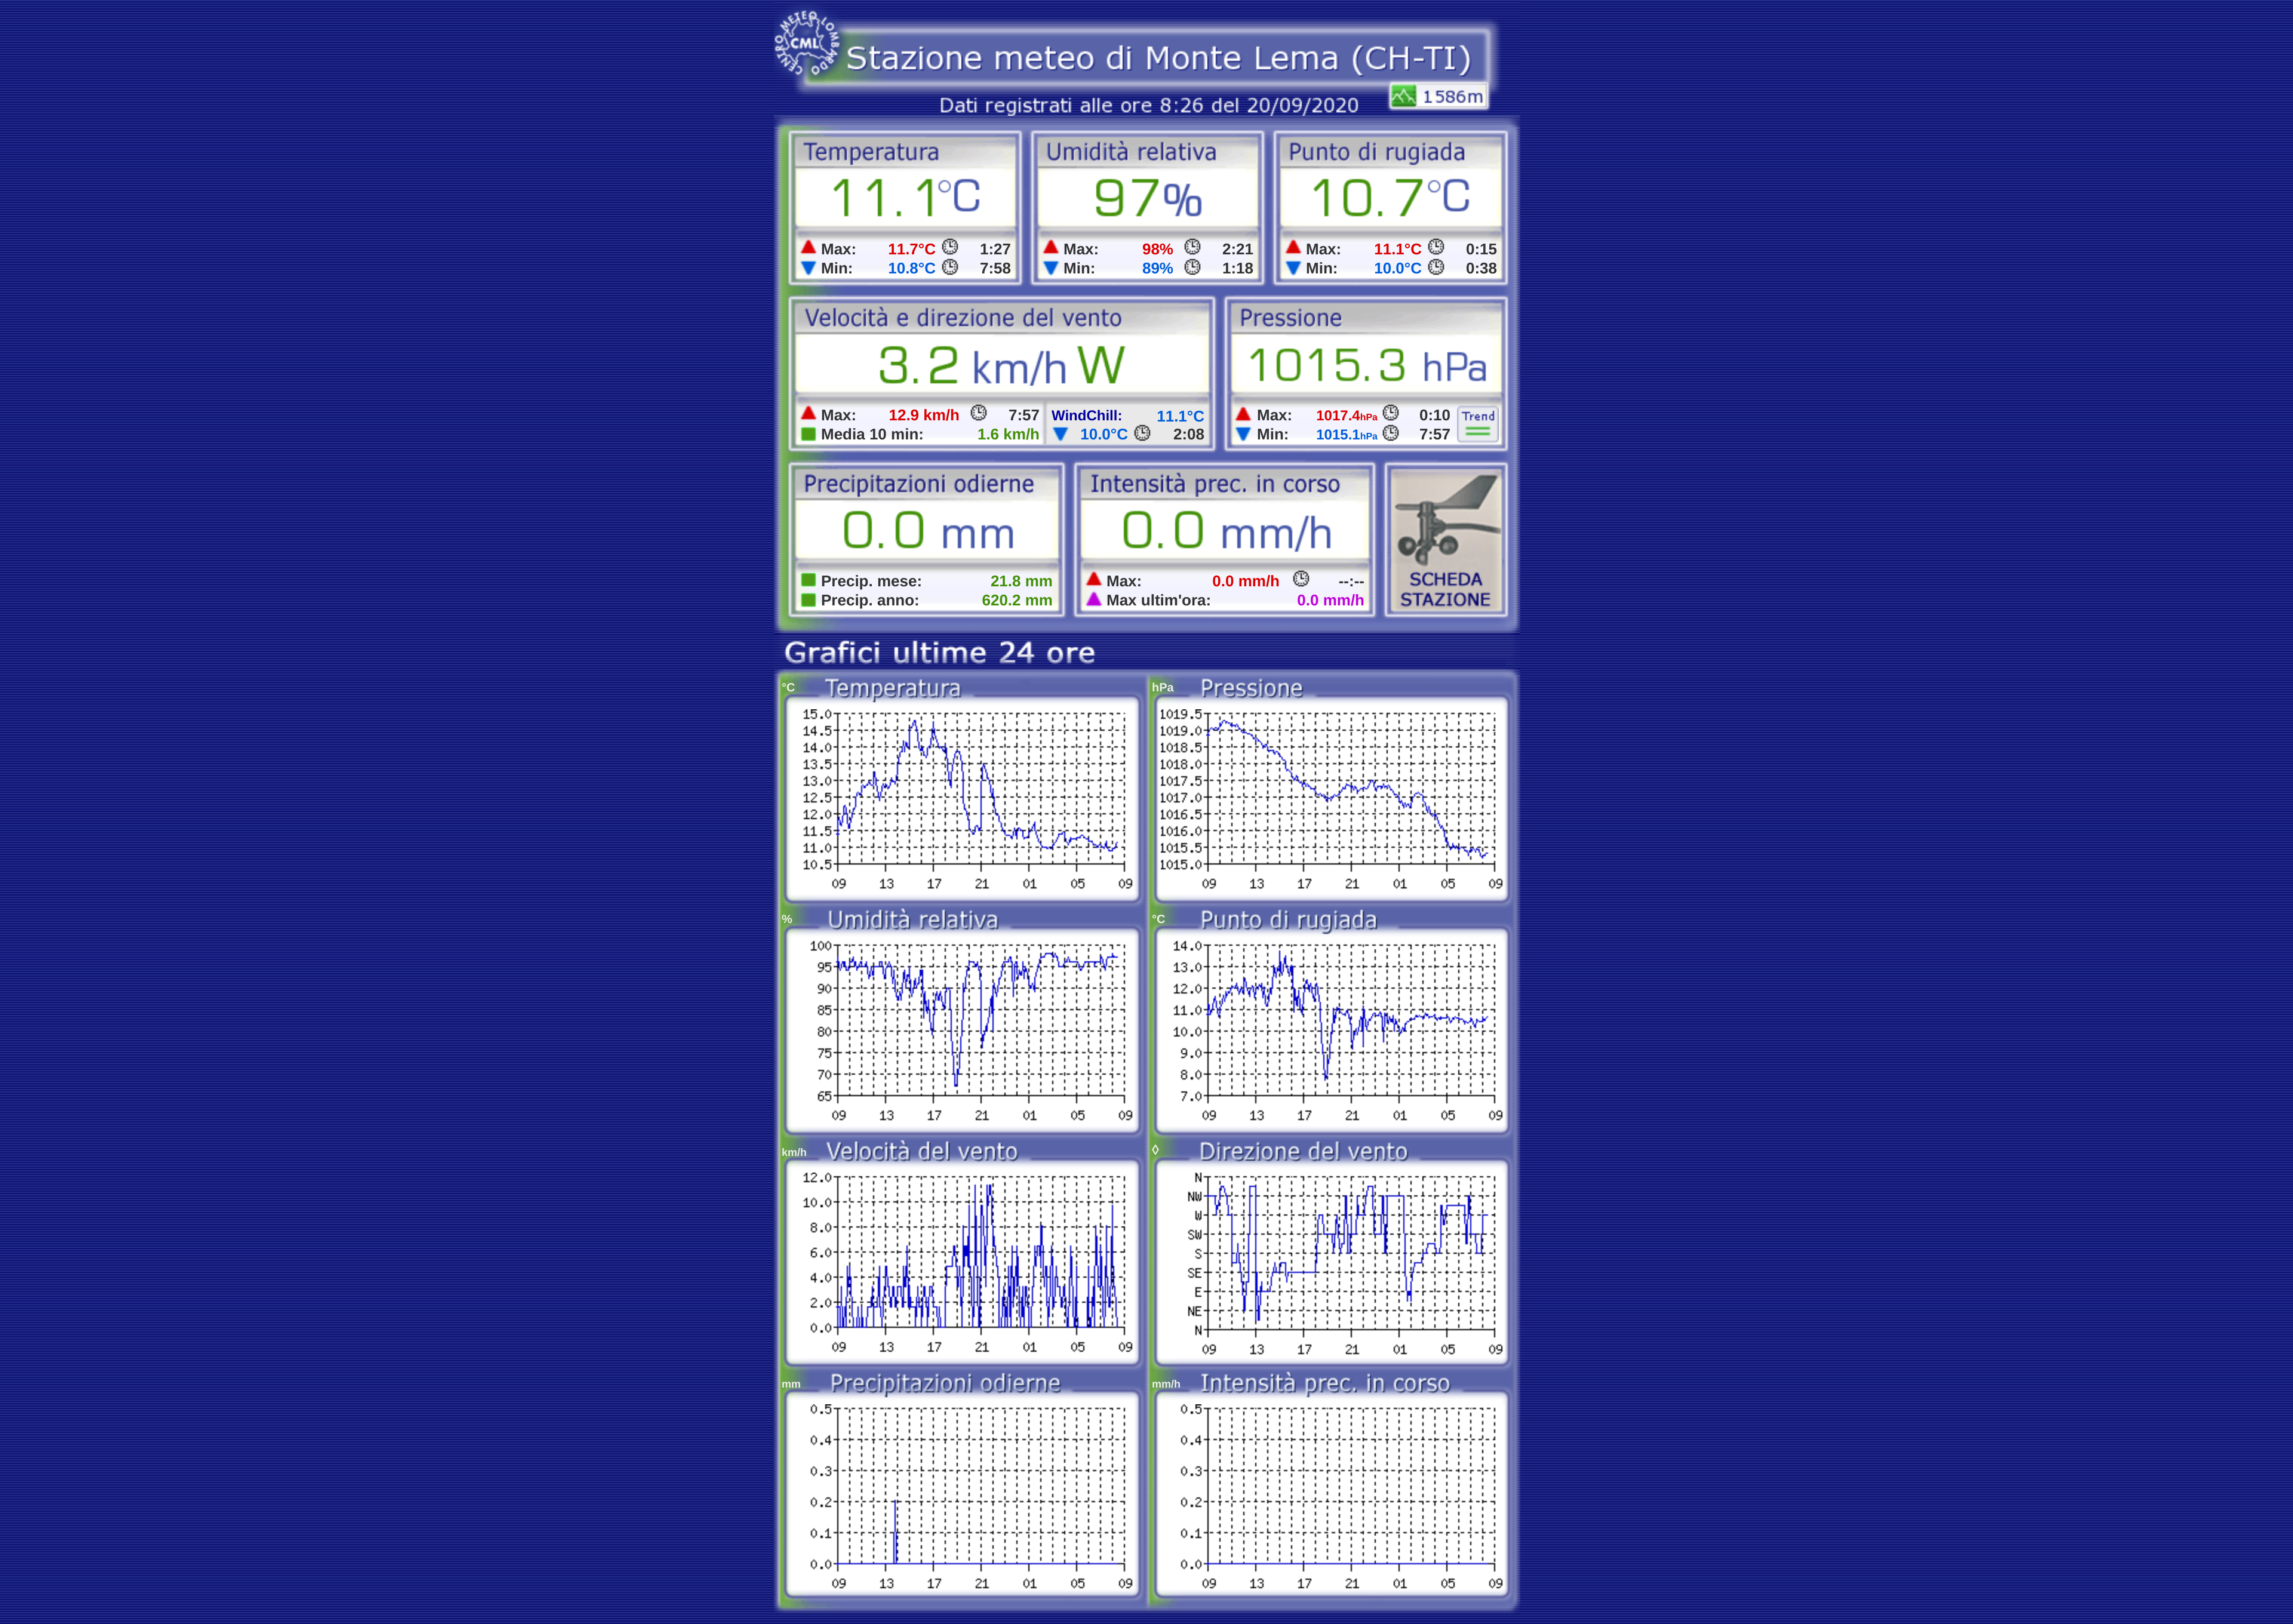 CENTRO METEO LOMBARDO
CML
Stazione meteo di Monte Lema (CH-TI)
1586m
Dati registrati alle ore 8:26 del 20/09/2020
Temperatura
11.1°C
Max: 11.7°C 1:27
Min: 10.8°C 7:58
Umidità relativa
97%
Max: 98% 2:21
Min: 89% 1:18
Punto di rugiada
10.7°C
Max: 11.1°C 0:15
Min: 10.0°C 0:38
Velocità e direzione del vento
3.2 km/h W
Max: 12.9 km/h 7:57
Media 10 min: 1.6 km/h
WindChill: 11.1°C
10.0°C 2:08
Pressione
1015.3 hPa
Max: 1017.4hPa 0:10
Min: 1015.1hPa 7:57
Trend
Precipitazioni odierne
0.0 mm
Precip. mese: 21.8 mm
Precip. anno: 620.2 mm
Intensità prec. in corso
0.0 mm/h
Max: 0.0 mm/h --:--
Max ultim'ora: 0.0 mm/h
SCHEDA
STAZIONE
Grafici ultime 24 ore
°C Temperatura
15.0
14.5
14.0
13.5
13.0
12.5
12.0
11.5
11.0
10.5
09 13 17 21 01 05 09
hPa Pressione
1019.5
1019.0
1018.5
1018.0
1017.5
1017.0
1016.5
1016.0
1015.5
1015.0
09 13 17 21 01 05 09
% Umidità relativa
100
95
90
85
80
75
70
65
09 13 17 21 01 05 09
°C Punto di rugiada
14.0
13.0
12.0
11.0
10.0
9.0
8.0
7.0
09 13 17 21 01 05 09
km/h Velocità del vento
12.0
10.0
8.0
6.0
4.0
2.0
0.0
09 13 17 21 01 05 09
◊ Direzione del vento
N
NW
W
SW
S
SE
E
NE
N
09 13 17 21 01 05 09
mm Precipitazioni odierne
0.5
0.4
0.3
0.2
0.1
0.0
09 13 17 21 01 05 09
mm/h Intensità prec. in corso
0.5
0.4
0.3
0.2
0.1
0.0
09 13 17 21 01 05 09